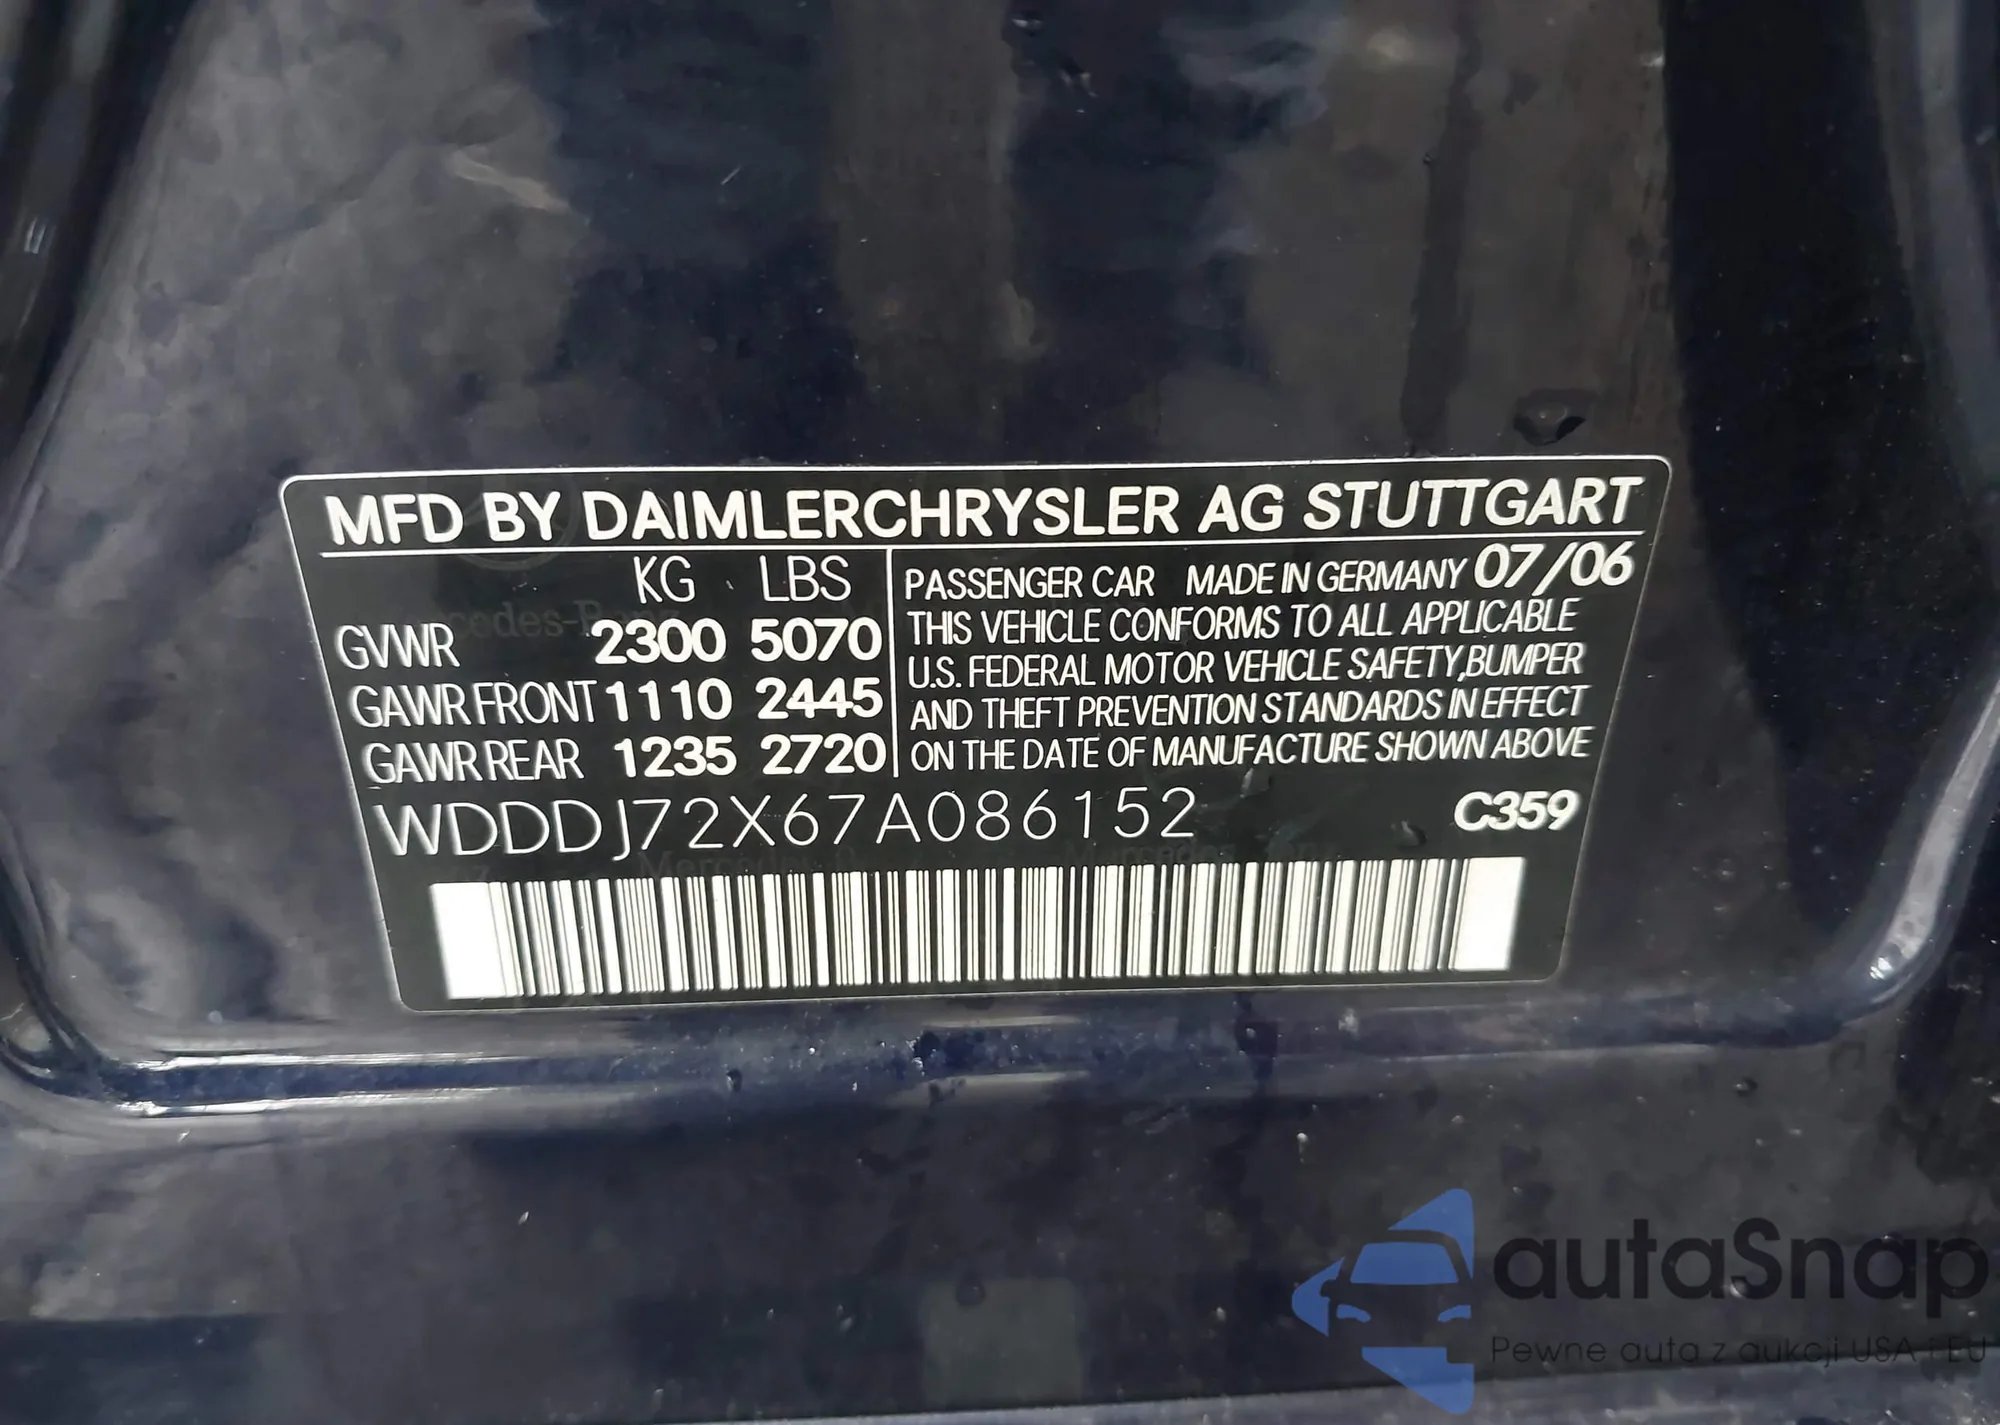 MFD BY DAIMLERCHRYSLER AG STUTTGART
KG LBS
GVWR 2300 5070
GAWR FRONT 1110 2445
GAWR REAR 1235 2720
PASSENGER CAR MADE IN GERMANY 07/06
THIS VEHICLE CONFORMS TO ALL APPLICABLE
U.S. FEDERAL MOTOR VEHICLE SAFETY,BUMPER
AND THEFT PREVENTION STANDARDS IN EFFECT
ON THE DATE OF MANUFACTURE SHOWN ABOVE
WDDDJ72X67A086152 C359
autaSnap
Pewne auta z aukcji USA i EU